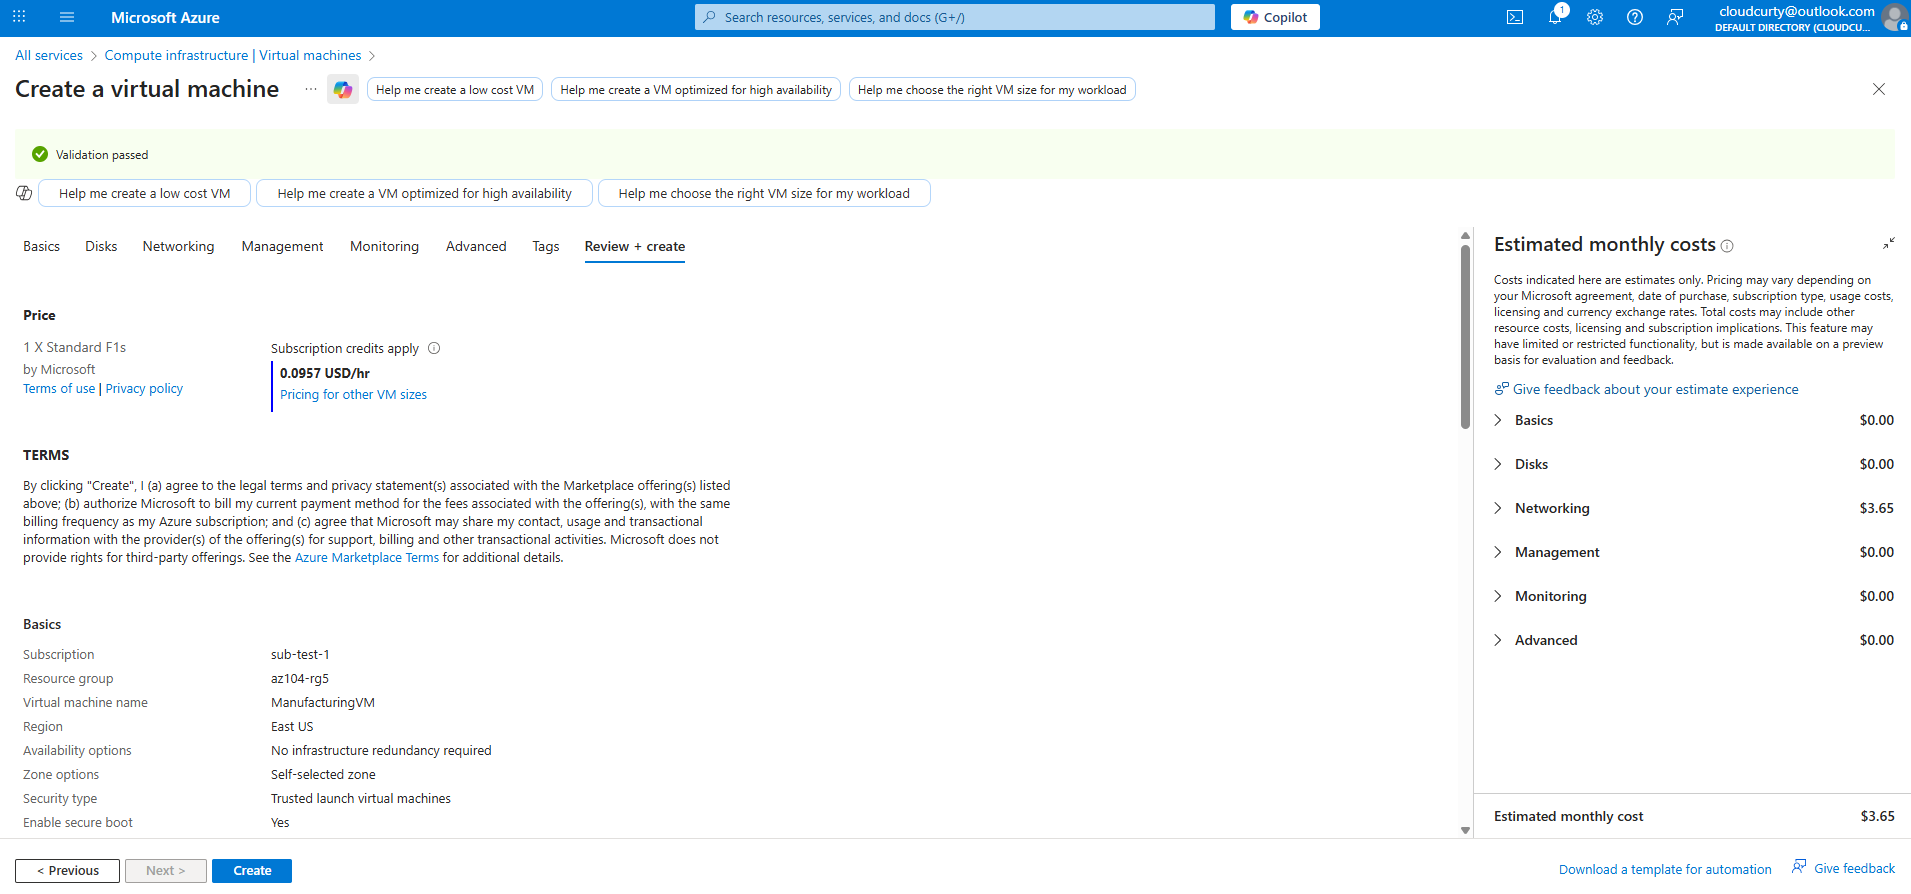 Microsoft Azure
Search resources, services, and docs (G+/)
Copilot
1
cloudcurty@outlook.com
DEFAULT DIRECTORY (CLOUDCU...
All services > Compute infrastructure | Virtual machines >
Create a virtual machine
...
Help me create a low cost VM
Help me create a VM optimized for high availability
Help me choose the right VM size for my workload
Validation passed
Help me create a low cost VM
Help me create a VM optimized for high availability
Help me choose the right VM size for my workload
Basics Disks Networking Management Monitoring Advanced Tags Review + create
Price
1 X Standard F1s
by Microsoft
Terms of use | Privacy policy
Subscription credits apply
0.0957 USD/hr
Pricing for other VM sizes
TERMS
By clicking "Create", I (a) agree to the legal terms and privacy statement(s) associated with the Marketplace offering(s) listed
above; (b) authorize Microsoft to bill my current payment method for the fees associated with the offering(s), with the same
billing frequency as my Azure subscription; and (c) agree that Microsoft may share my contact, usage and transactional
information with the provider(s) of the offering(s) for support, billing and other transactional activities. Microsoft does not
provide rights for third-party offerings. See the Azure Marketplace Terms for additional details.
Basics
Subscription sub-test-1
Resource group az104-rg5
Virtual machine name ManufacturingVM
Region East US
Availability options No infrastructure redundancy required
Zone options Self-selected zone
Security type Trusted launch virtual machines
Enable secure boot Yes
Estimated monthly costs
Costs indicated here are estimates only. Pricing may vary depending on
your Microsoft agreement, date of purchase, subscription type, usage costs,
licensing and currency exchange rates. Total costs may include other
resource costs, licensing and subscription implications. This feature may
have limited or restricted functionality, but is made available on a preview
basis for evaluation and feedback.
Give feedback about your estimate experience
Basics $0.00
Disks $0.00
Networking $3.65
Management $0.00
Monitoring $0.00
Advanced $0.00
Estimated monthly cost $3.65
< Previous
Next >
Create
Download a template for automation
Give feedback